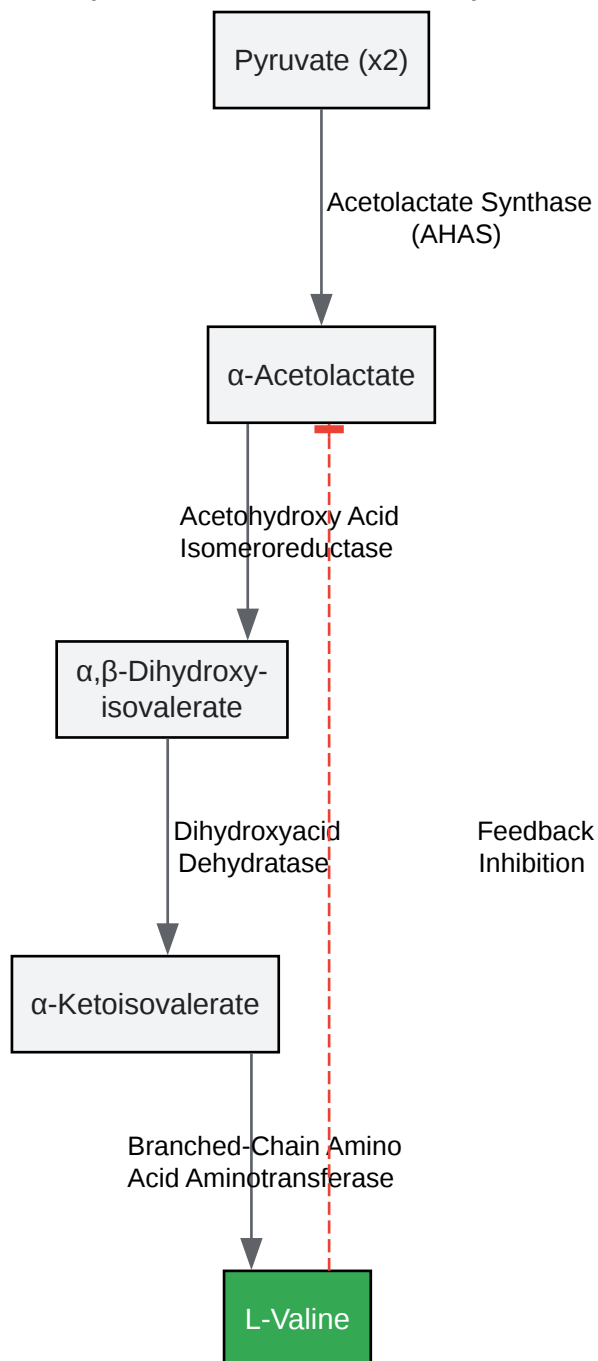 Pyruvate (x2)
Acetolactate Synthase
(AHAS)
α-Acetolactate
Acetohydroxy Acid
Isomeroreductase
α,β-Dihydroxy-
isovalerate
Dihydroxyacid
Dehydratase
Feedback
Inhibition
α-Ketoisovalerate
Branched-Chain Amino
Acid Aminotransferase
L-Valine